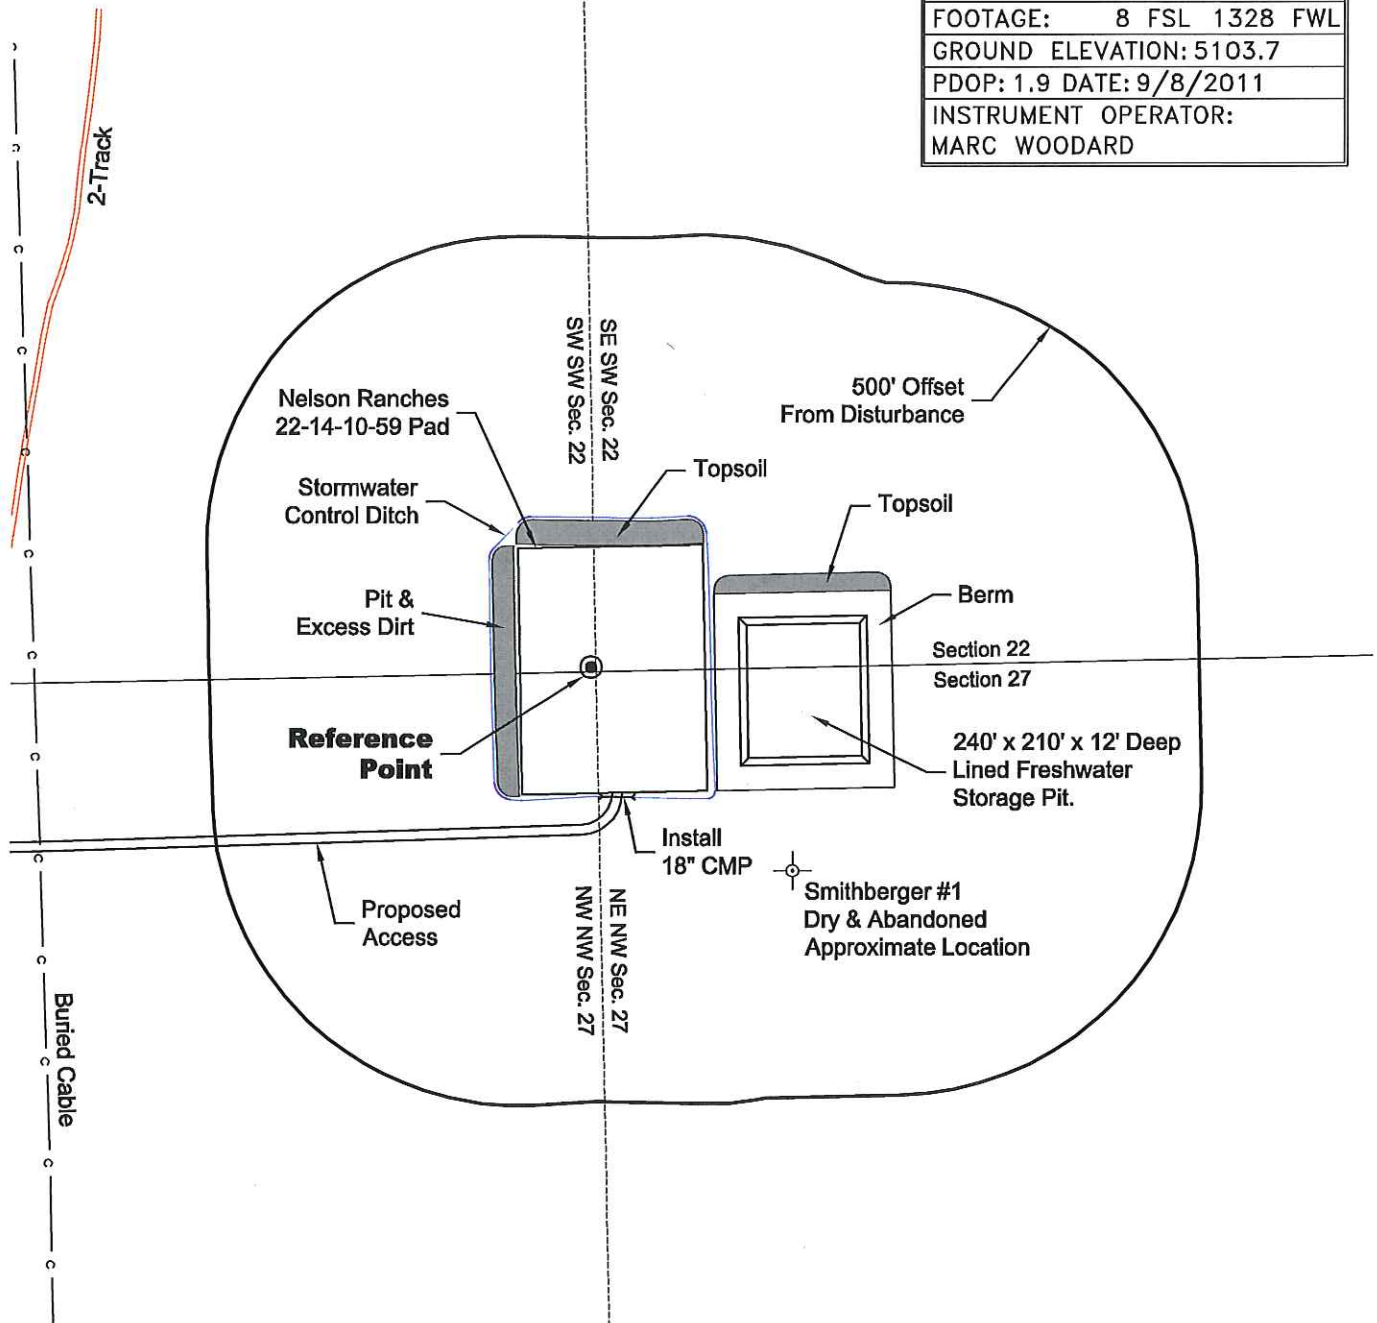 FOOTAGE: 8 FSL 1328 FWL
GROUND ELEVATION: 5103.7
PDOP: 1.9 DATE: 9/8/2011
INSTRUMENT OPERATOR:
MARC WOODARD
2-Track
SE SW Sec. 22
SW SW Sec. 22
500' Offset
From Disturbance
Nelson Ranches
22-14-10-59 Pad
Topsoil
Stormwater
Control Ditch
Topsoil
Pit &
Excess Dirt
Berm
Section 22
Section 27
Reference
Point
240' x 210' x 12' Deep
Lined Freshwater
Storage Pit.
Install
18" CMP
Smithberger #1
Dry & Abandoned
Approximate Location
Proposed
Access
NE NW Sec. 27
NW NW Sec. 27
Buried Cable
C
C
C
C
C
C
C
C
C
C
C
C
C